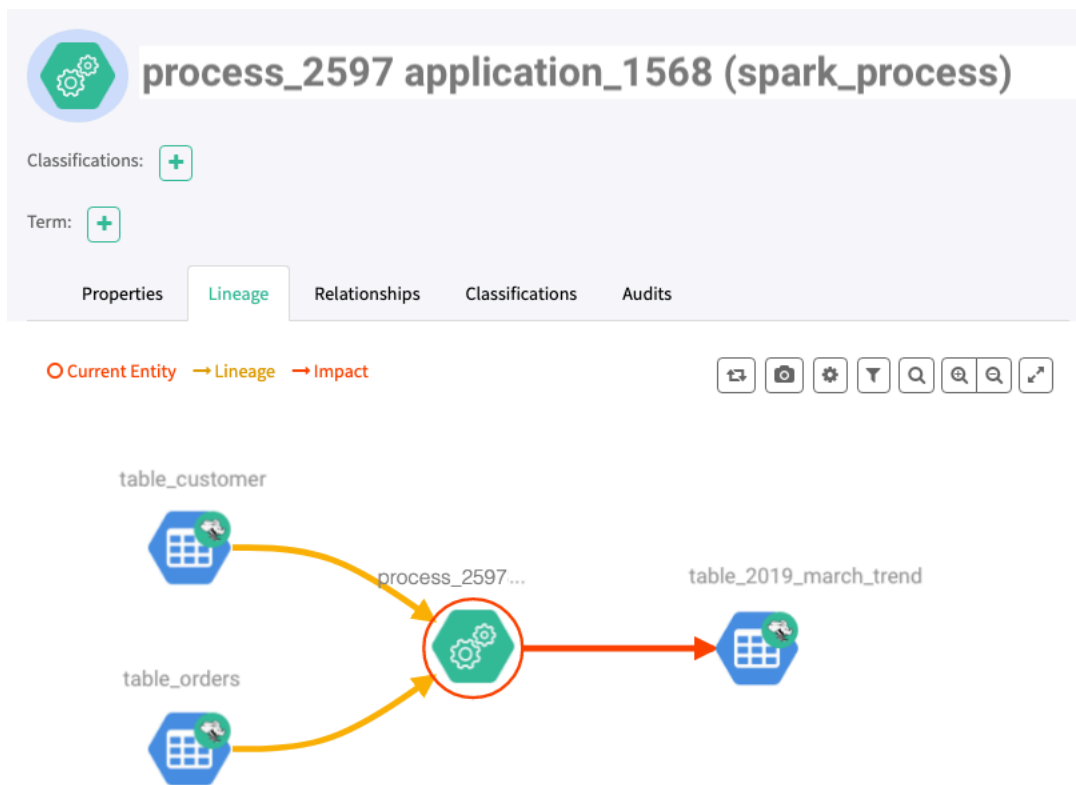 process_2597 application_1568 (spark_process)
Classifications:
Term:
Properties Lineage Relationships Classifications Audits
Current Entity Lineage Impact
table_customer
process_2597...
table_2019_march_trend
table_orders